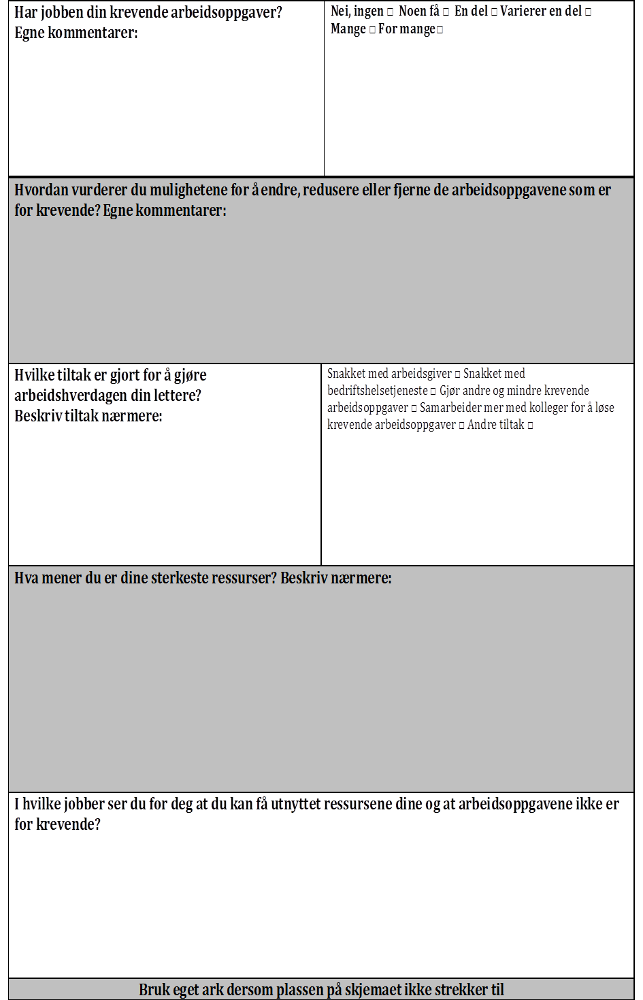 Har jobben din krevende arbeidsoppgaver?
Egne kommentarer:
Nei, ingen □ Noen få □ En del □ Varierer en del □
Mange □ For mange□
Hvordan vurderer du mulighetene for å endre, redusere eller fjerne de arbeidsoppgavene som er
for krevende? Egne kommentarer:
Hvilke tiltak er gjort for å gjøre
arbeidshverdagen din lettere?
Beskriv tiltak nærmere:
Snakket med arbeidsgiver □ Snakket med
bedriftshelsetjeneste □ Gjør andre og mindre krevende
arbeidsoppgaver □ Samarbeider mer med kolleger for å løse
krevende arbeidsoppgaver □ Andre tiltak □
Hva mener du er dine sterkeste ressurser? Beskriv nærmere:
I hvilke jobber ser du for deg at du kan få utnyttet ressursene dine og at arbeidsoppgavene ikke er
for krevende?
Bruk eget ark dersom plassen på skjemaet ikke strekker til